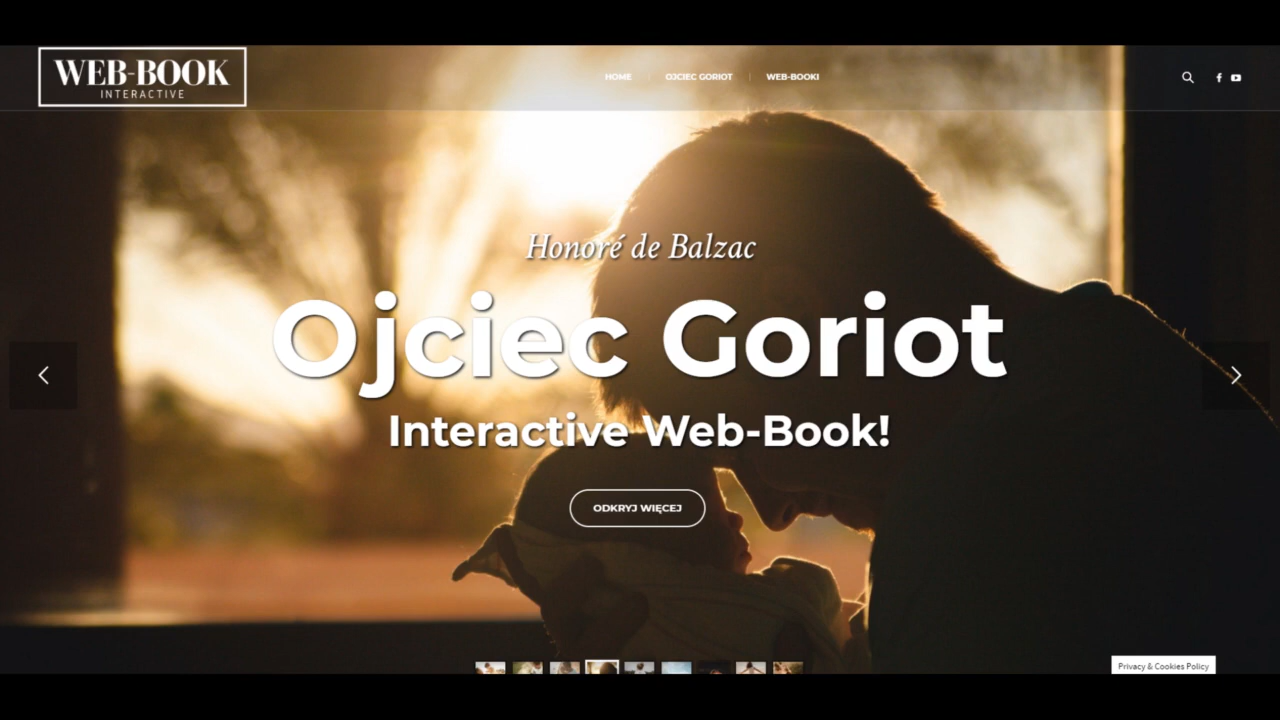 WEB-BOOK
INTERACTIVE
HOME
OJCIEC GORIOT
WEB-BOOKI
Honoré de Balzac
Ojciec Goriot
Interactive Web-Book!
ODKRYJ WIĘCEJ
Privacy & Cookies Policy